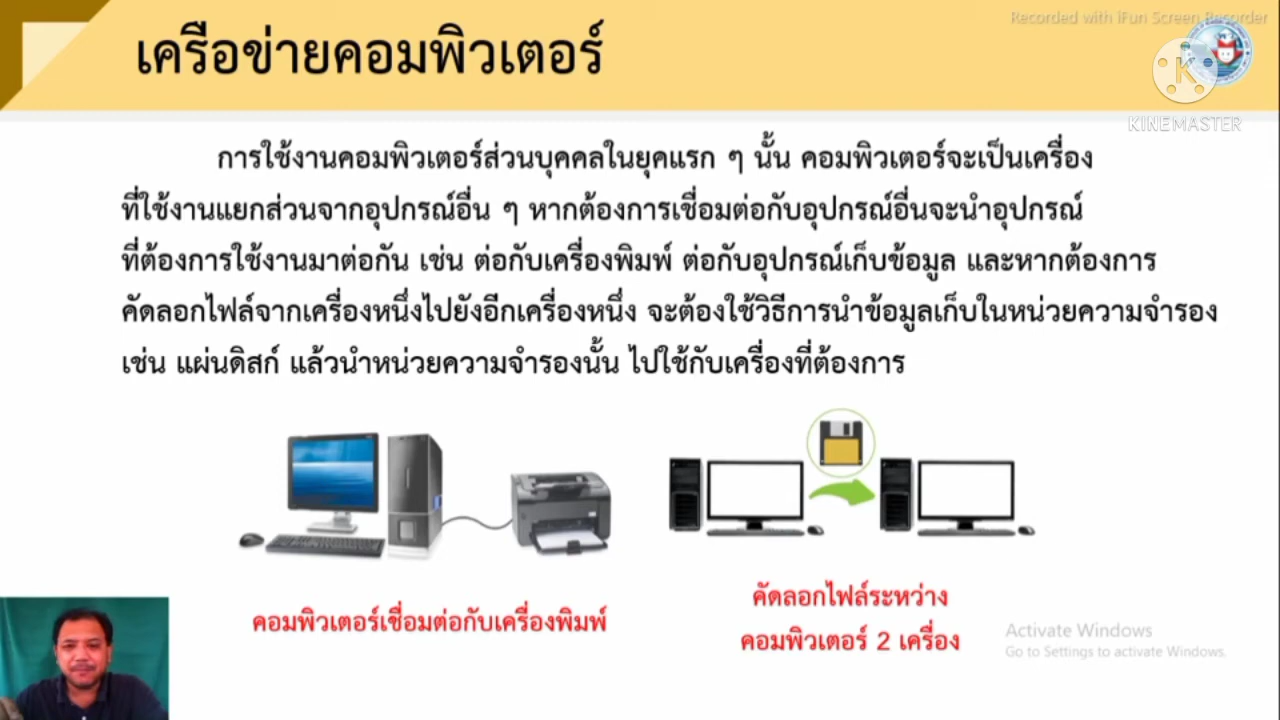 Recorded with iFun Screen Recorder
เครือข่ายคอมพิวเตอร์
K
KINEMASTER
การใช้งานคอมพิวเตอร์ส่วนบุคคลในยุคแรก ๆ นั้น คอมพิวเตอร์จะเป็นเครื่อง
ที่ใช้งานแยกส่วนจากอุปกรณ์อื่น ๆ หากต้องการเชื่อมต่อกับอุปกรณ์อื่นจะนำอุปกรณ์
ที่ต้องการใช้งานมาต่อกัน เช่น ต่อกับเครื่องพิมพ์ ต่อกับอุปกรณ์เก็บข้อมูล และหากต้องการ
คัดลอกไฟล์จากเครื่องหนึ่งไปยังอีกเครื่องหนึ่ง จะต้องใช้วิธีการนำข้อมูลเก็บในหน่วยความจำรอง
เช่น แผ่นดิสก์ แล้วนำหน่วยความจำรองนั้น ไปใช้กับเครื่องที่ต้องการ
คอมพิวเตอร์เชื่อมต่อกับเครื่องพิมพ์
คัดลอกไฟล์ระหว่าง
คอมพิวเตอร์ 2 เครื่อง
Activate Windows
Go to Settings to activate Windows.